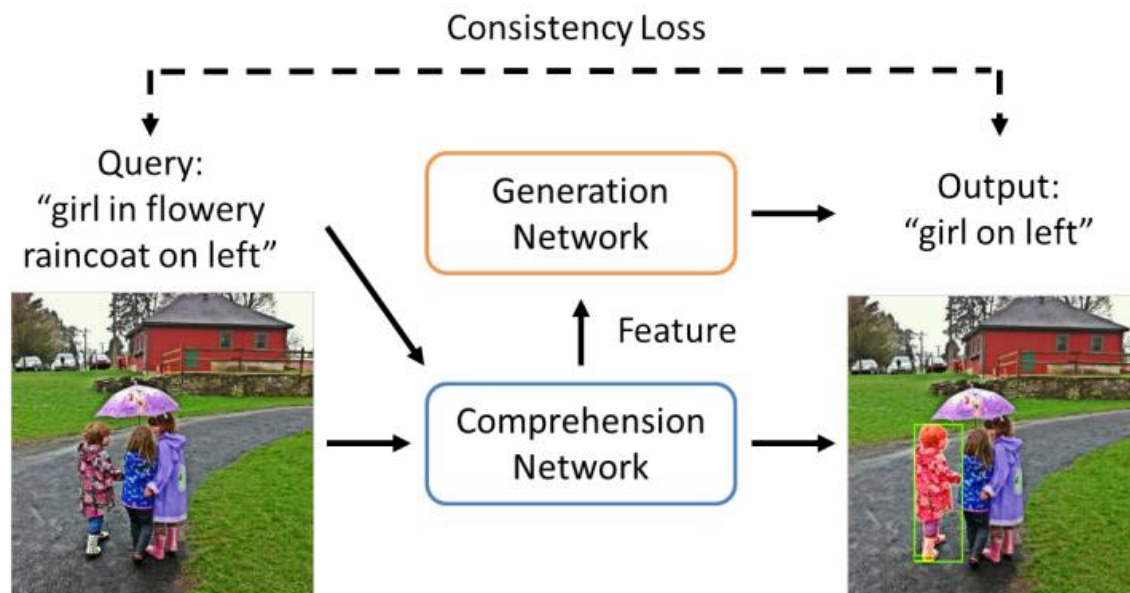 Consistency Loss
Query:
“girl in flowery
raincoat on left”
Generation
Network
Output:
“girl on left”
Feature
Comprehension
Network